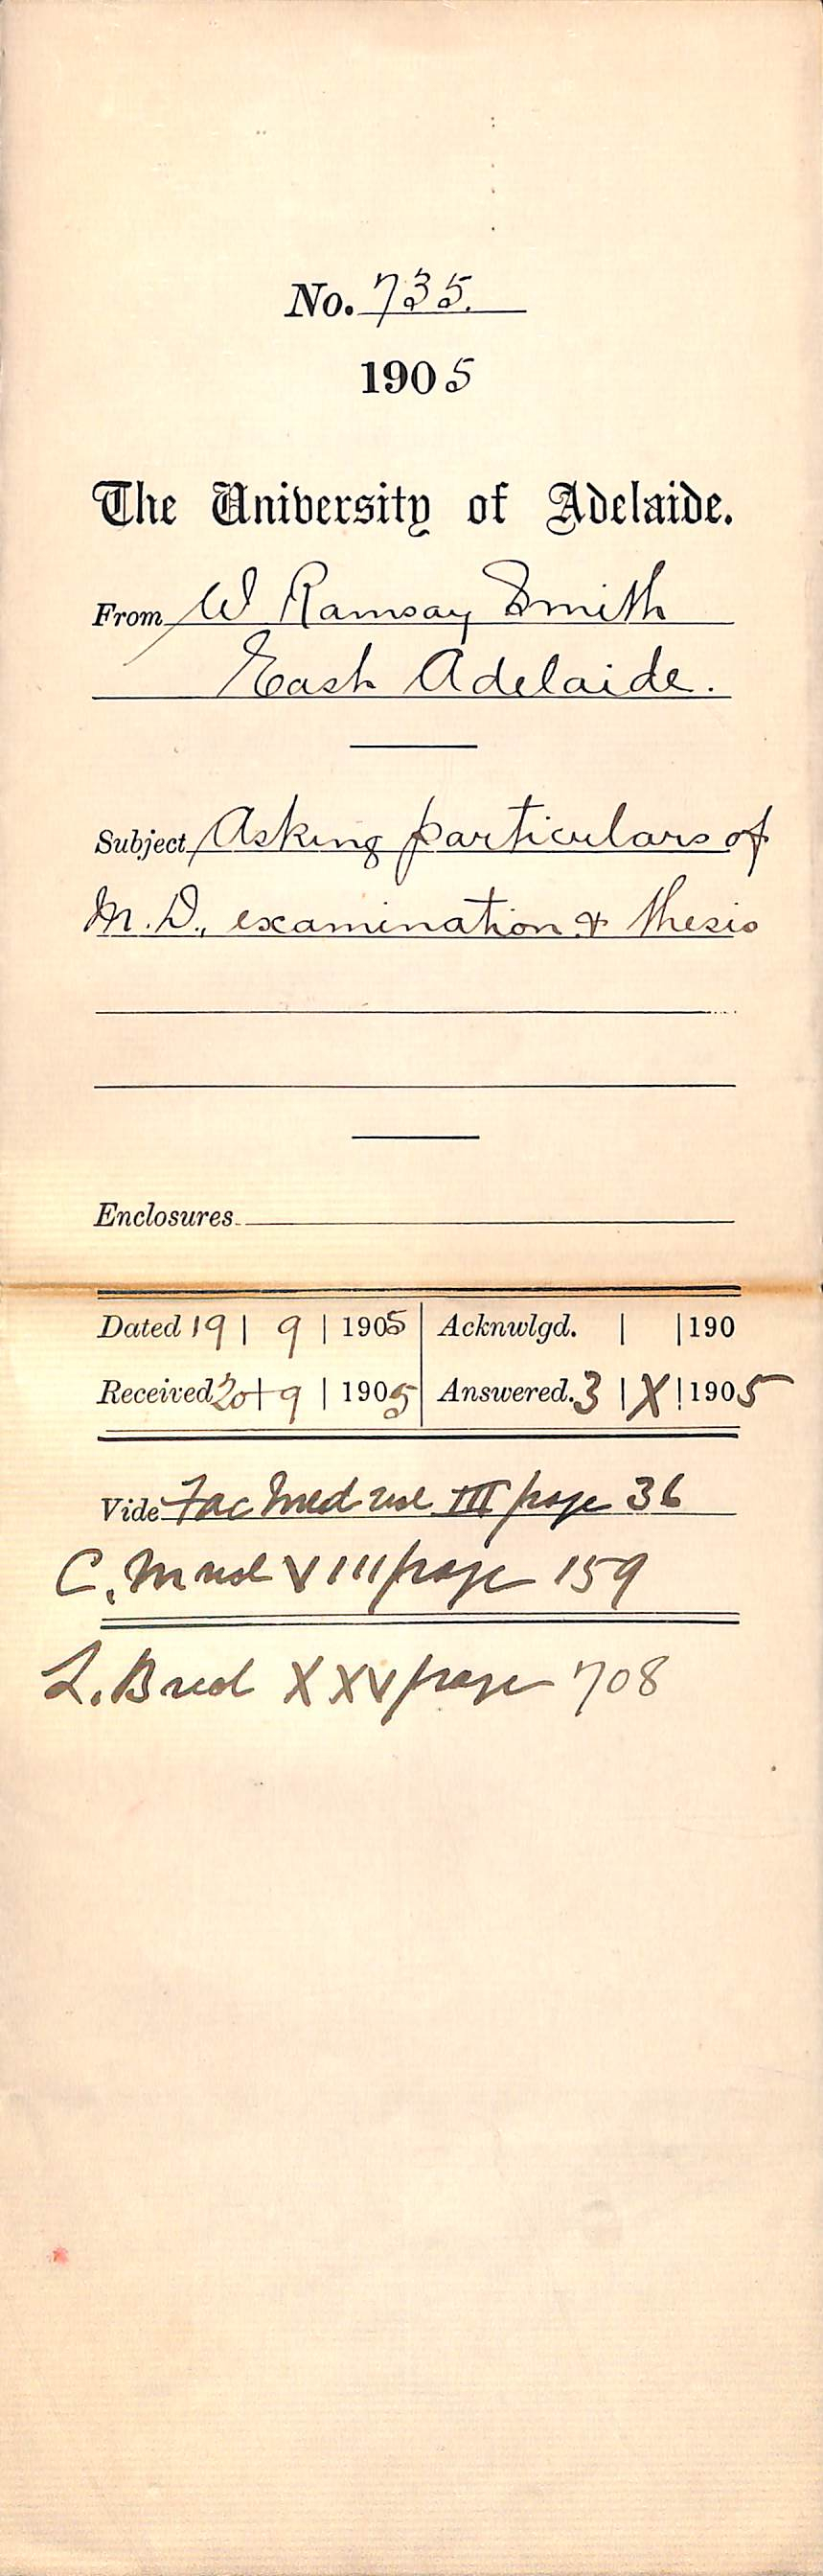 No. 735.
1905
The University of Adelaide.
From W Ramsay Smith
East Adelaide.
Subject Asking particulars of
M.D., examination & thesis
Enclosures
Dated 19 | 9 | 1905 Acknwlgd. | | 190
Received 20 | 9 | 1905 Answered. 3 | X | 1905
Vide Fac Med vol III page 36
C. M vol VIII page 159
L. B vol XXV page 708